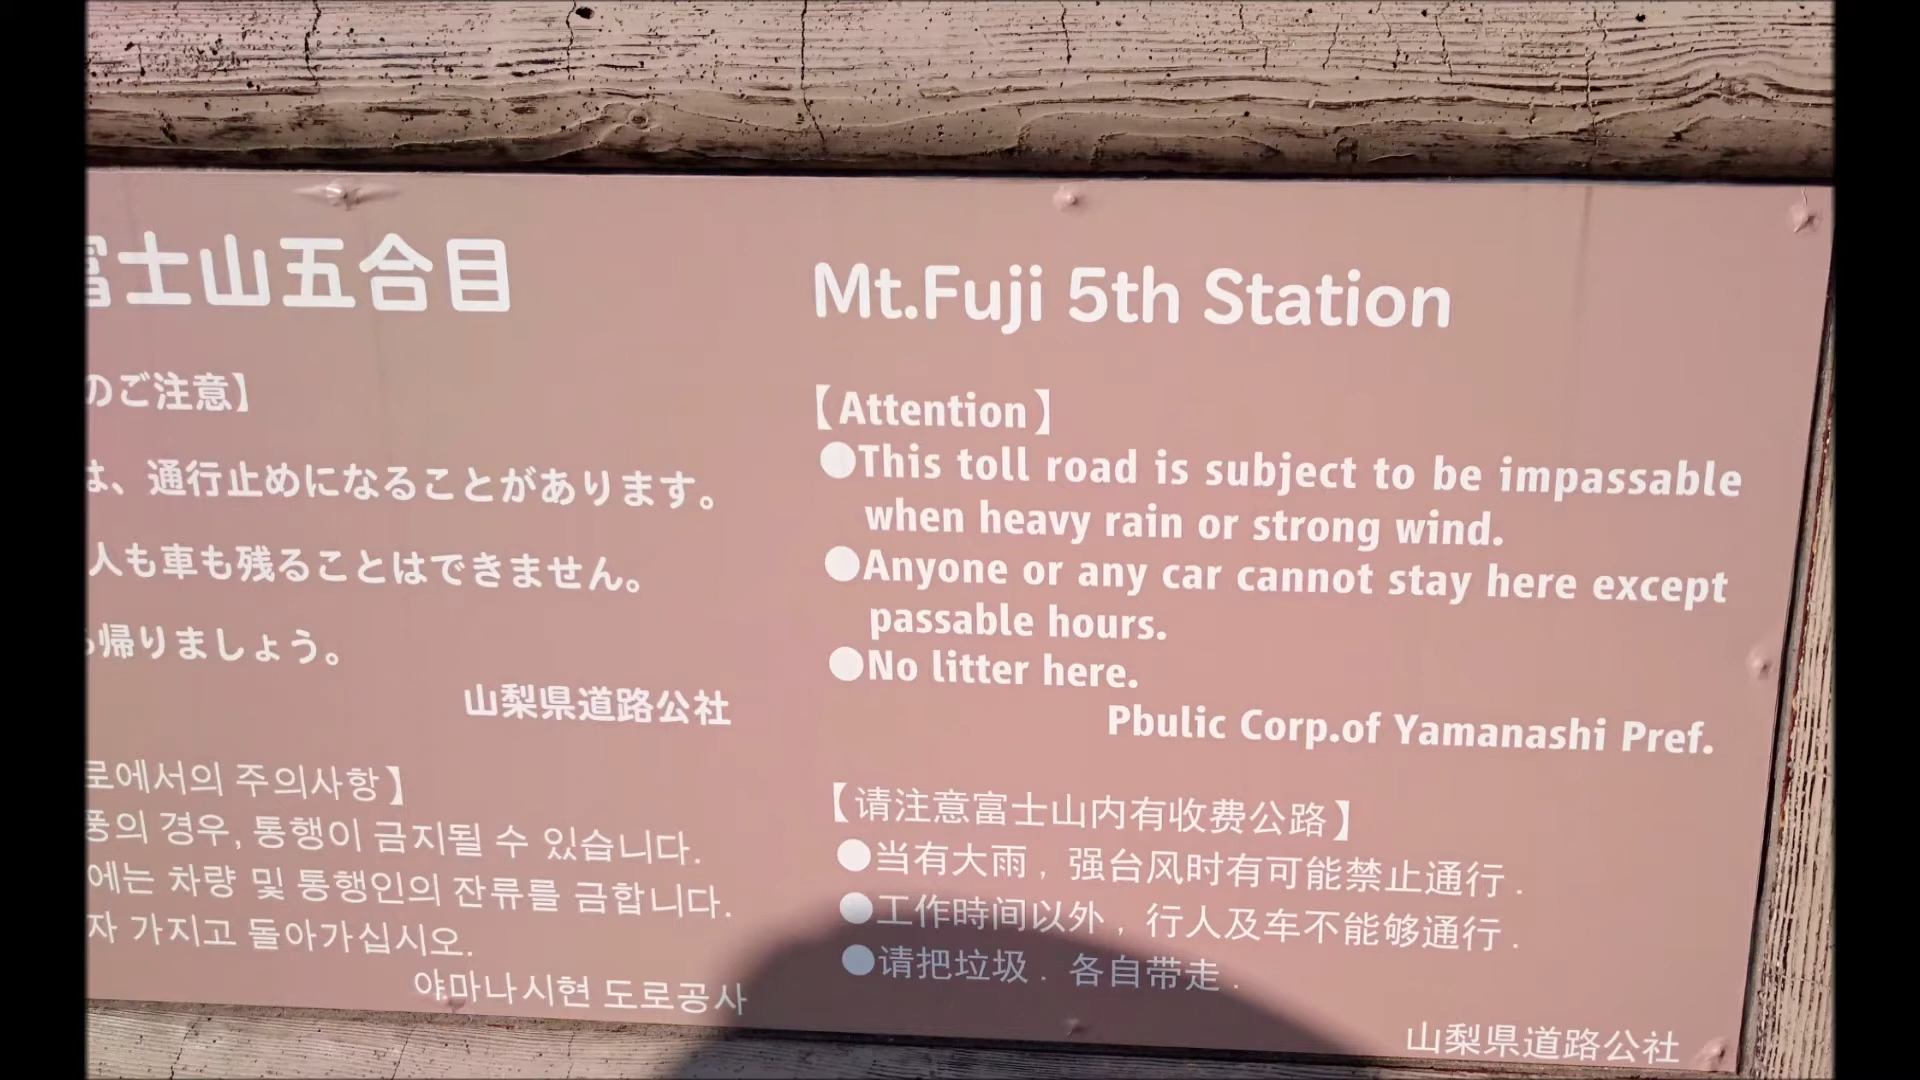 富士山五合目
のご注意】
は、通行止めになることがあります。
人も車も残ることはできません。
帰りましょう。
山梨県道路公社
로에서의 주의사항】
풍의 경우, 통행이 금지될 수 있습니다.
에는 차량 및 통행인의 잔류를 금합니다.
자 가지고 돌아가십시오.
야마나시현 도로공사
Mt.Fuji 5th Station
【Attention】
●This toll road is subject to be impassable
when heavy rain or strong wind.
●Anyone or any car cannot stay here except
passable hours.
●No litter here.
Pbulic Corp.of Yamanashi Pref.
【请注意富士山内有收费公路】
●当有大雨，强台风时有可能禁止通行．
●工作時间以外，行人及车不能够通行．
●请把垃圾．各自带走．
山梨県道路公社